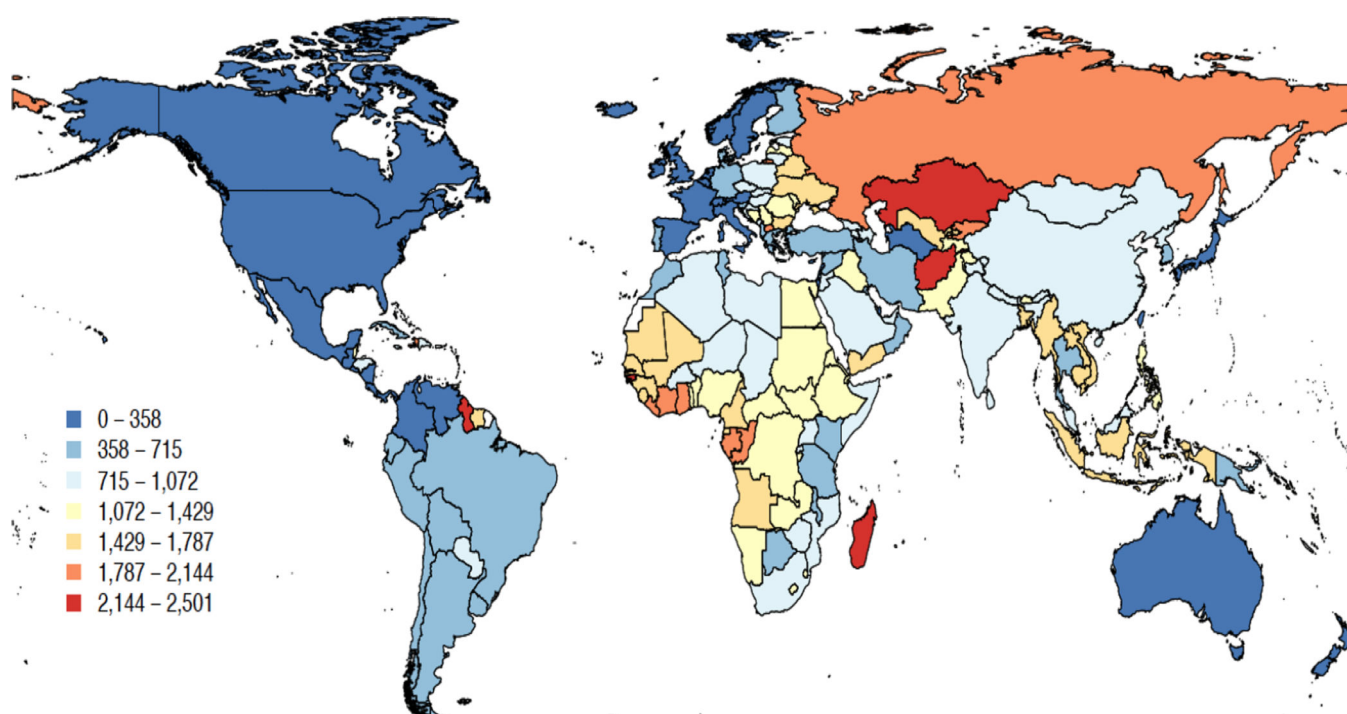 0 – 358
358 – 715
715 – 1,072
1,072 – 1,429
1,429 – 1,787
1,787 – 2,144
2,144 – 2,501